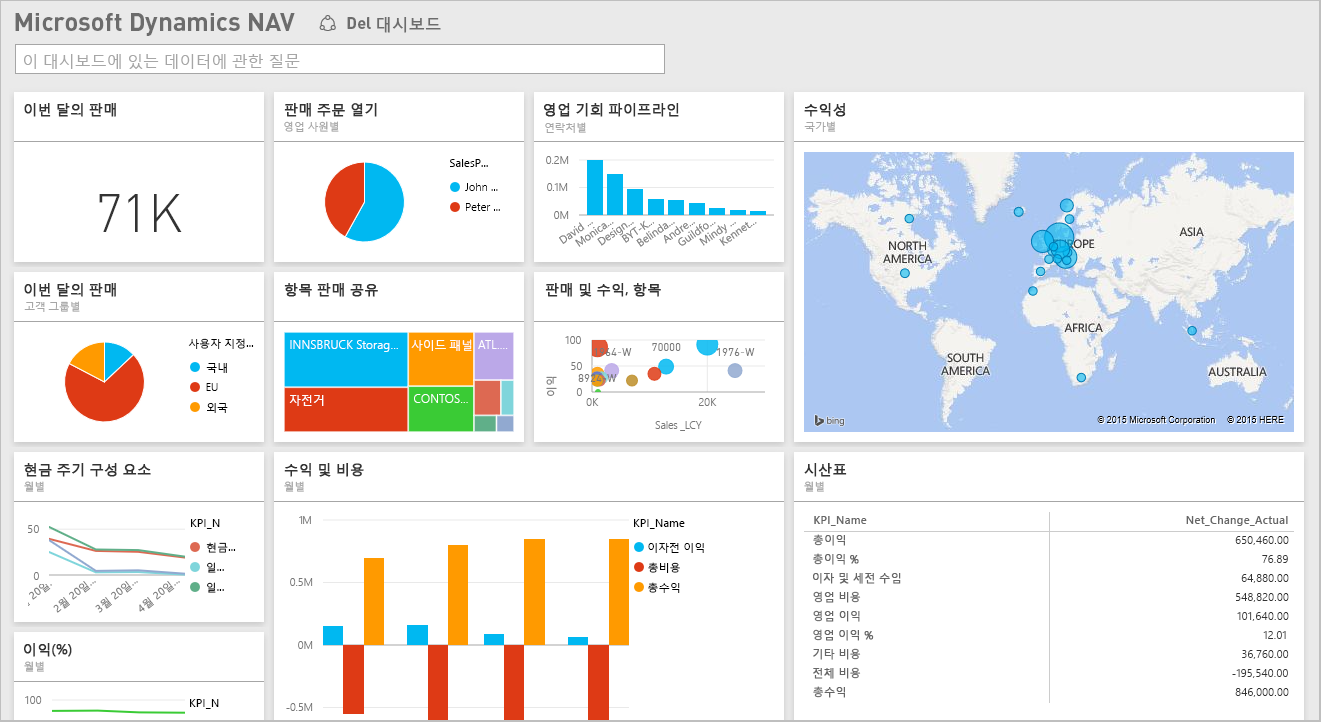 Microsoft Dynamics NAV
Del 대시보드
이 대시보드에 있는 데이터에 관한 질문
이번 달의 판매
71K
판매 주문 열기
영업 사원별
SalesP...
John ...
Peter ...
영업 기회 파이프라인
연락처별
0.2M
0.1M
0M
David ...
Monica...
Design...
BYT-K...
Belinda...
Andre...
Guildfo...
Mindy ...
Kennet...
수익성
국가별
NORTH
AMERICA
ROPE
ASIA
AFRICA
SOUTH
AMERICA
AUSTRALIA
bing
© 2015 Microsoft Corporation © 2015 HERE
이번 달의 판매
고객 그룹별
사용자 지정...
국내
EU
외국
항목 판매 공유
INNSBRUCK Storag...
사이드 패널
ATL...
자전거
CONTOS...
판매 및 수익, 항목
이익
100
50
0
1964-W
70000
1976-W
8924-W
0K
20K
Sales _LCY
현금 주기 구성 요소
월별
50
0
20일...
2월 20일...
3월 20일...
4월 20일...
KPI_N
현금...
일...
일...
수익 및 비용
월별
1M
0.5M
0M
-0.5M
KPI_Name
이자전 이익
총비용
총수익
시산표
월별
KPI_Name Net_Change_Actual
총이익 650,460.00
총이익 % 76.89
이자 및 세전 수임 64,880.00
영업 비용 548,820.00
영업 이익 101,640.00
영업 이익 % 12.01
기타 비용 36,760.00
전체 비용 -195,540.00
총수익 846,000.00
이익(%)
월별
100
KPI_N